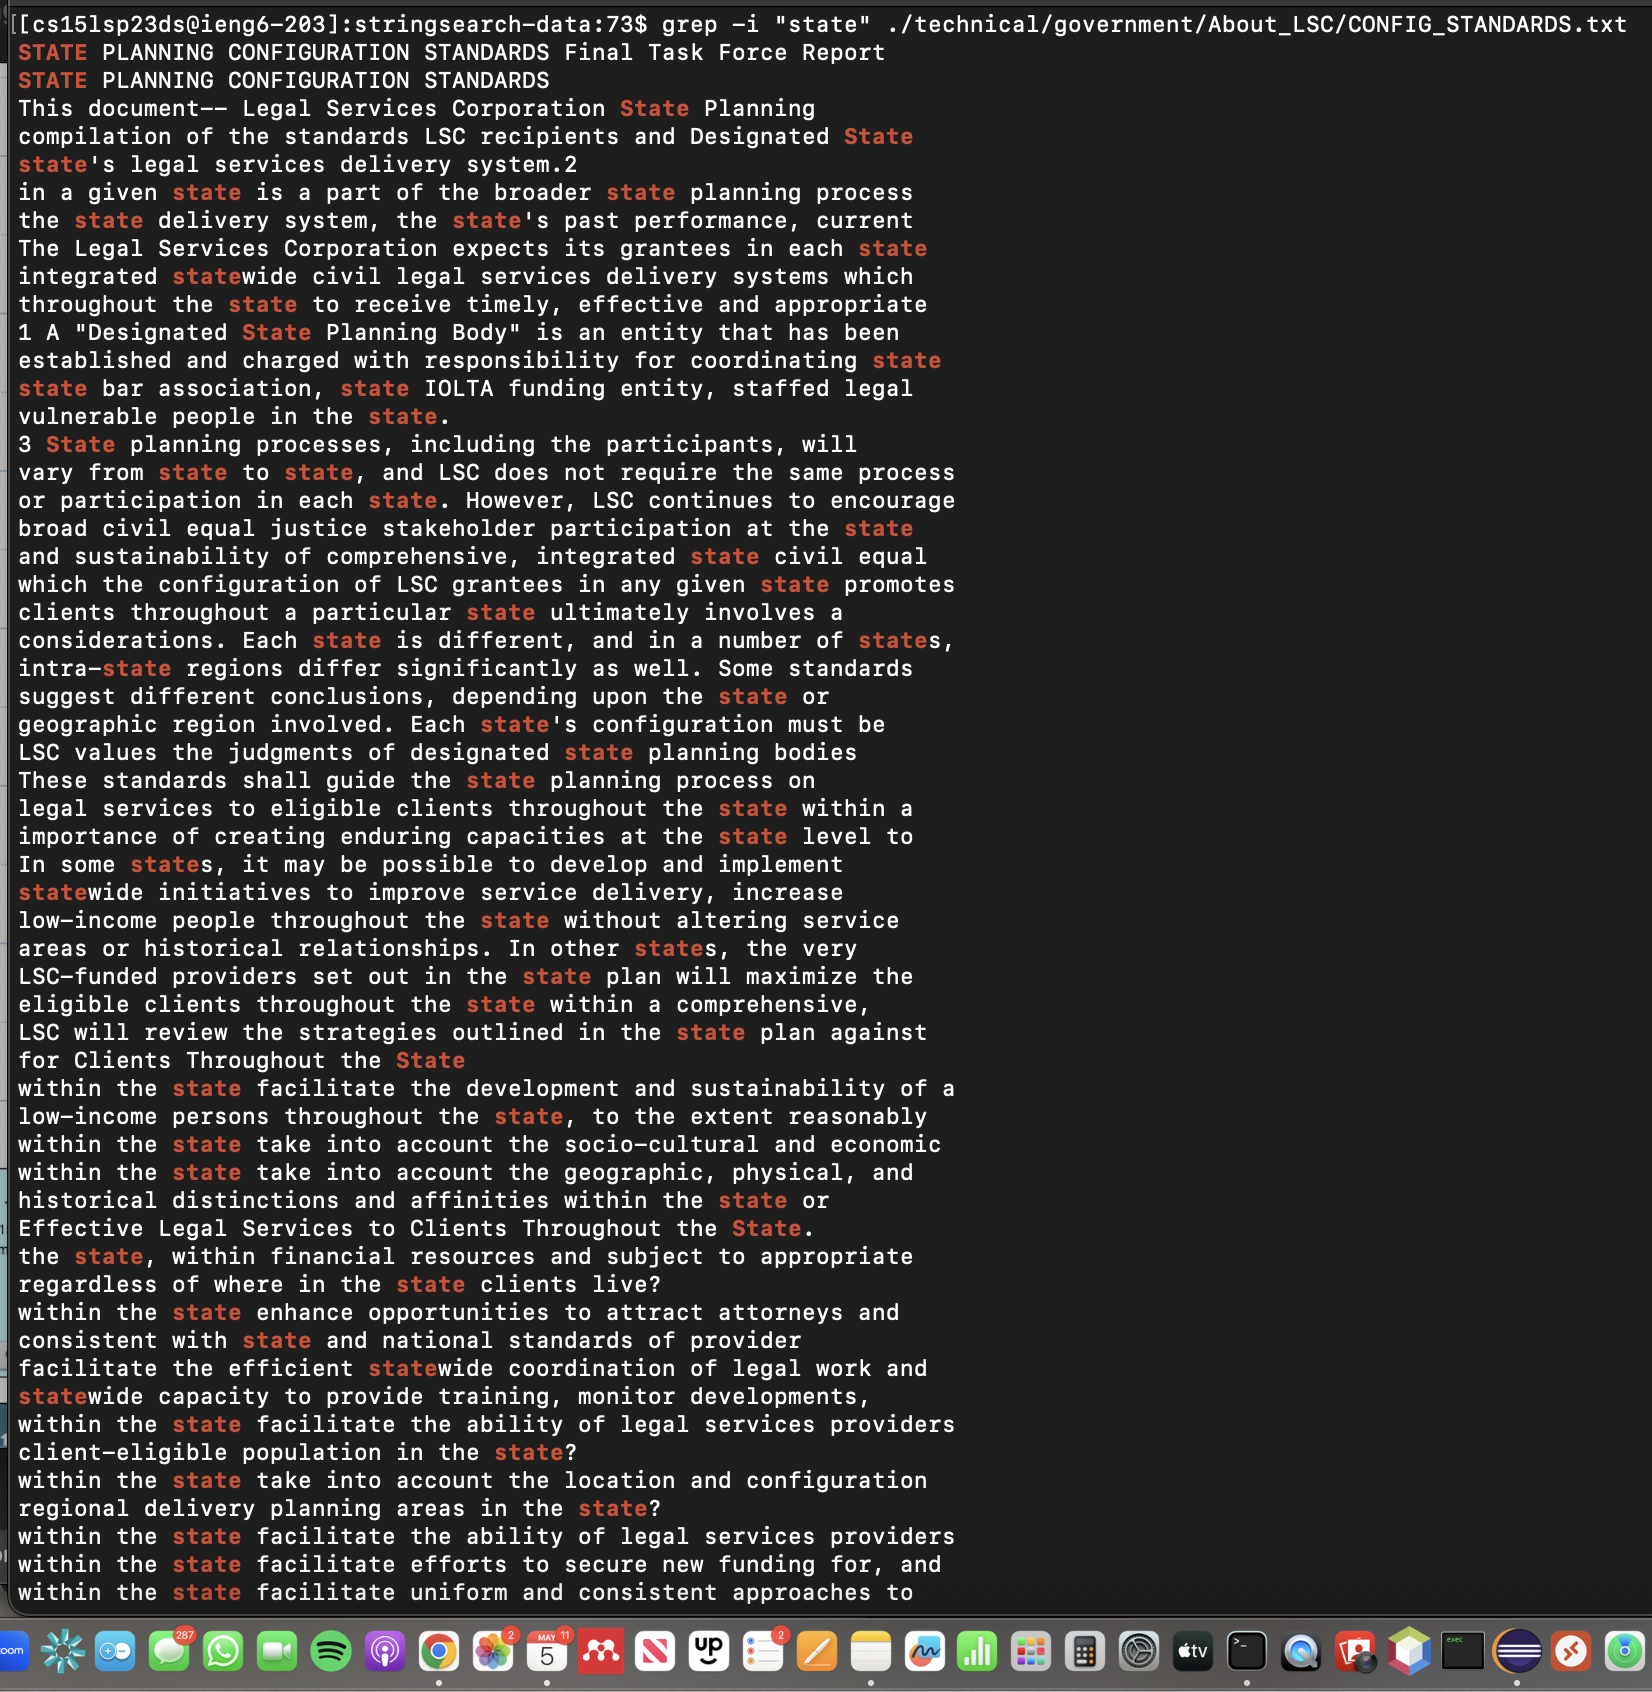 [[cs15lsp23ds@ieng6-203]:stringsearch-data:73$ grep -i "state" ./technical/government/About_LSC/CONFIG_STANDARDS.txt
STATE PLANNING CONFIGURATION STANDARDS Final Task Force Report
STATE PLANNING CONFIGURATION STANDARDS
This document-- Legal Services Corporation State Planning
compilation of the standards LSC recipients and Designated State
state's legal services delivery system.2
in a given state is a part of the broader state planning process
the state delivery system, the state's past performance, current
The Legal Services Corporation expects its grantees in each state
integrated statewide civil legal services delivery systems which
throughout the state to receive timely, effective and appropriate
1 A "Designated State Planning Body" is an entity that has been
established and charged with responsibility for coordinating state
state bar association, state IOLTA funding entity, staffed legal
vulnerable people in the state.
3 State planning processes, including the participants, will
vary from state to state, and LSC does not require the same process
or participation in each state. However, LSC continues to encourage
broad civil equal justice stakeholder participation at the state
and sustainability of comprehensive, integrated state civil equal
which the configuration of LSC grantees in any given state promotes
clients throughout a particular state ultimately involves a
considerations. Each state is different, and in a number of states,
intra-state regions differ significantly as well. Some standards
suggest different conclusions, depending upon the state or
geographic region involved. Each state's configuration must be
LSC values the judgments of designated state planning bodies
These standards shall guide the state planning process on
legal services to eligible clients throughout the state within a
importance of creating enduring capacities at the state level to
In some states, it may be possible to develop and implement
statewide initiatives to improve service delivery, increase
low-income people throughout the state without altering service
areas or historical relationships. In other states, the very
LSC-funded providers set out in the state plan will maximize the
eligible clients throughout the state within a comprehensive,
LSC will review the strategies outlined in the state plan against
for Clients Throughout the State
within the state facilitate the development and sustainability of a
low-income persons throughout the state, to the extent reasonably
within the state take into account the socio-cultural and economic
within the state take into account the geographic, physical, and
historical distinctions and affinities within the state or
Effective Legal Services to Clients Throughout the State.
the state, within financial resources and subject to appropriate
regardless of where in the state clients live?
within the state enhance opportunities to attract attorneys and
consistent with state and national standards of provider
facilitate the efficient statewide coordination of legal work and
statewide capacity to provide training, monitor developments,
within the state facilitate the ability of legal services providers
client-eligible population in the state?
within the state take into account the location and configuration
regional delivery planning areas in the state?
within the state facilitate the ability of legal services providers
within the state facilitate efforts to secure new funding for, and
within the state facilitate uniform and consistent approaches to
287 2 MAY 11 2
zoom 5 up tv >_ exec